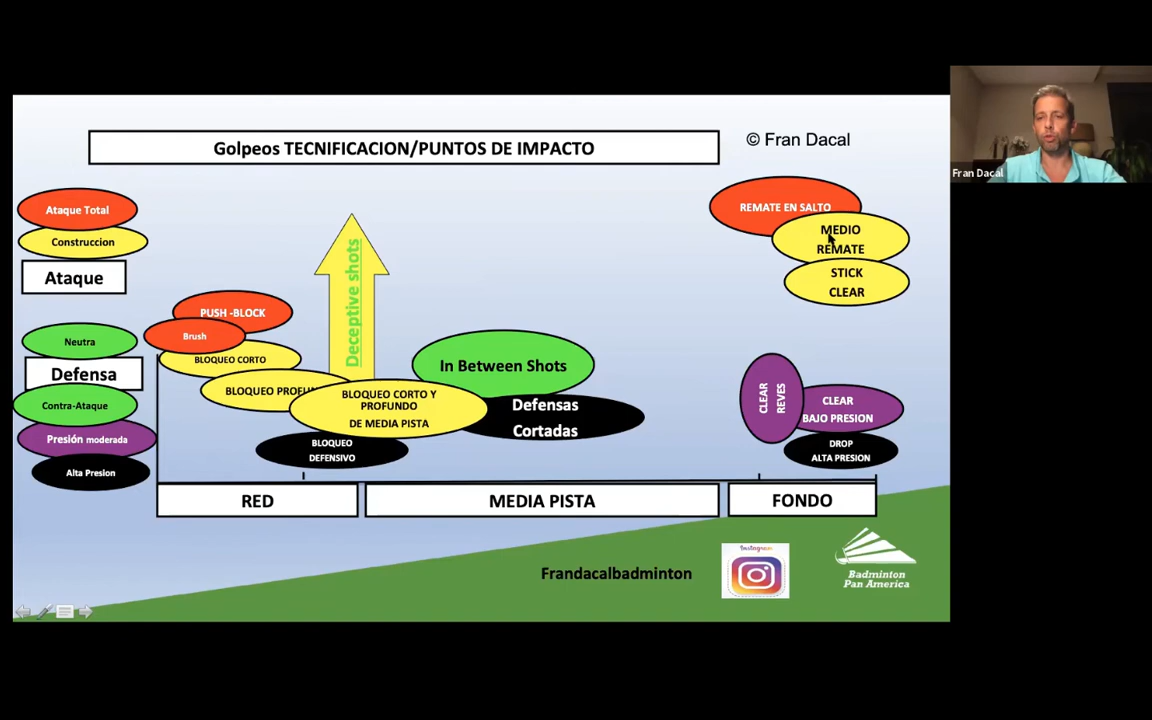 Golpeos TECNIFICACION/PUNTOS DE IMPACTO
© Fran Dacal
Fran Dacal
Ataque Total
Construccion
Ataque
Neutra
Defensa
Contra-Ataque
Presión moderada
Alta Presion
PUSH -BLOCK
Brush
BLOQUEO CORTO
BLOQUEO PROFUN
Deceptive shots
BLOQUEO CORTO Y
PROFUNDO
DE MEDIA PISTA
BLOQUEO
DEFENSIVO
In Between Shots
Defensas
Cortadas
REMATE EN SALTO
MEDIO
REMATE
STICK
CLEAR
CLEAR
REVES
CLEAR
BAJO PRESION
DROP
ALTA PRESION
RED
MEDIA PISTA
FONDO
Frandacalbadminton
Instagram
Badminton
Pan America